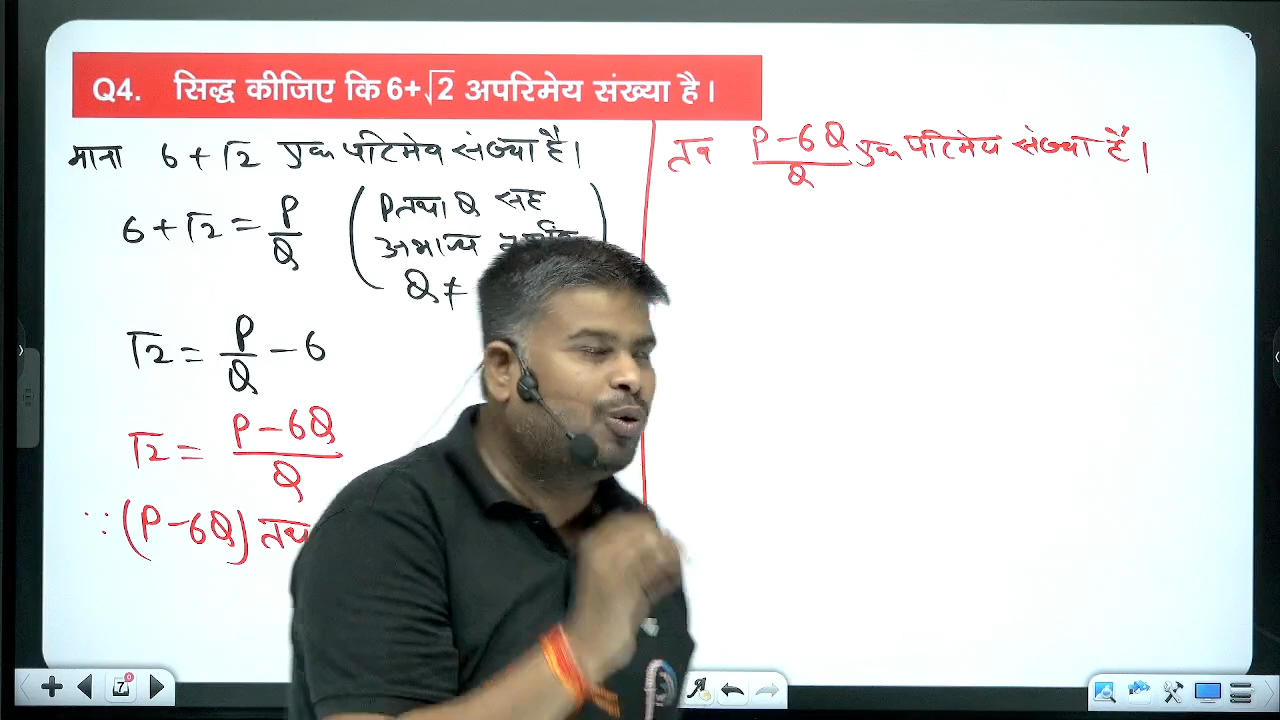 Q4. सिद्ध कीजिए कि 6+√2 अपरिमेय संख्या है।
माना 6+√2 एक परिमेय संख्या है।
6+√2 = P/Q (P तथा Q सह
अभाज्य
Q ≠
√2 = P/Q - 6
√2 = P-6Q/Q
∵ (P-6Q) तथा
तब P-6Q/Q एक परिमेय संख्या है।
7